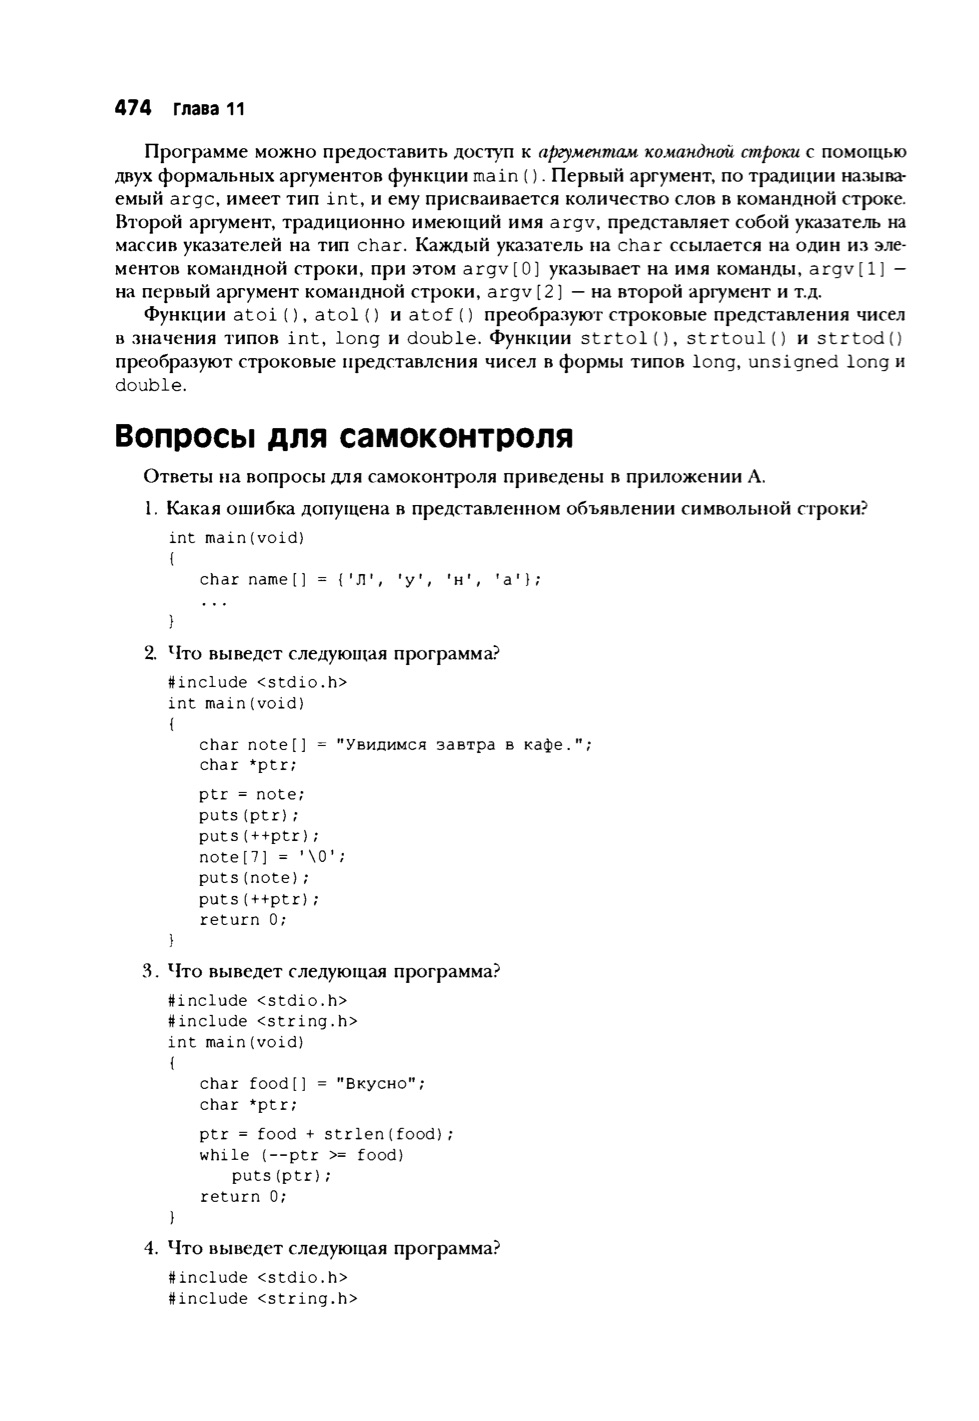 474 Глава 11
Программе можно предоставить доступ к аргументам командной строки с помощью
двух формальных аргументов функции main(). Первый аргумент, по традиции называ-
емый argc, имеет тип int, и ему присваивается количество слов в командной строке.
Второй аргумент, традиционно имеющий имя argv, представляет собой указатель на
массив указателей на тип char. Каждый указатель на char ссылается на один из эле-
ментов командной строки, при этом argv[0] указывает на имя команды, argv[1] —
на первый аргумент командной строки, argv[2] — на второй аргумент и т.д.
Функции atoi(), atol() и atof() преобразуют строковые представления чисел
в значения типов int, long и double. Функции strtol(), strtoul() и strtod()
преобразуют строковые представления чисел в формы типов long, unsigned long и
double.
Вопросы для самоконтроля
Ответы на вопросы для самоконтроля приведены в приложении А.
1. Какая ошибка допущена в представленном объявлении символьной строки?
int main(void)
{
char name[] = {'Л', 'у', 'н', 'а'};
...
}
2. Что выведет следующая программа?
#include <stdio.h>
int main(void)
{
char note[] = "Увидимся завтра в кафе.";
char *ptr;
ptr = note;
puts(ptr);
puts(++ptr);
note[7] = '\0';
puts(note);
puts(++ptr);
return 0;
}
3. Что выведет следующая программа?
#include <stdio.h>
#include <string.h>
int main(void)
{
char food[] = "Вкусно";
char *ptr;
ptr = food + strlen(food);
while (--ptr >= food)
puts(ptr);
return 0;
}
4. Что выведет следующая программа?
#include <stdio.h>
#include <string.h>